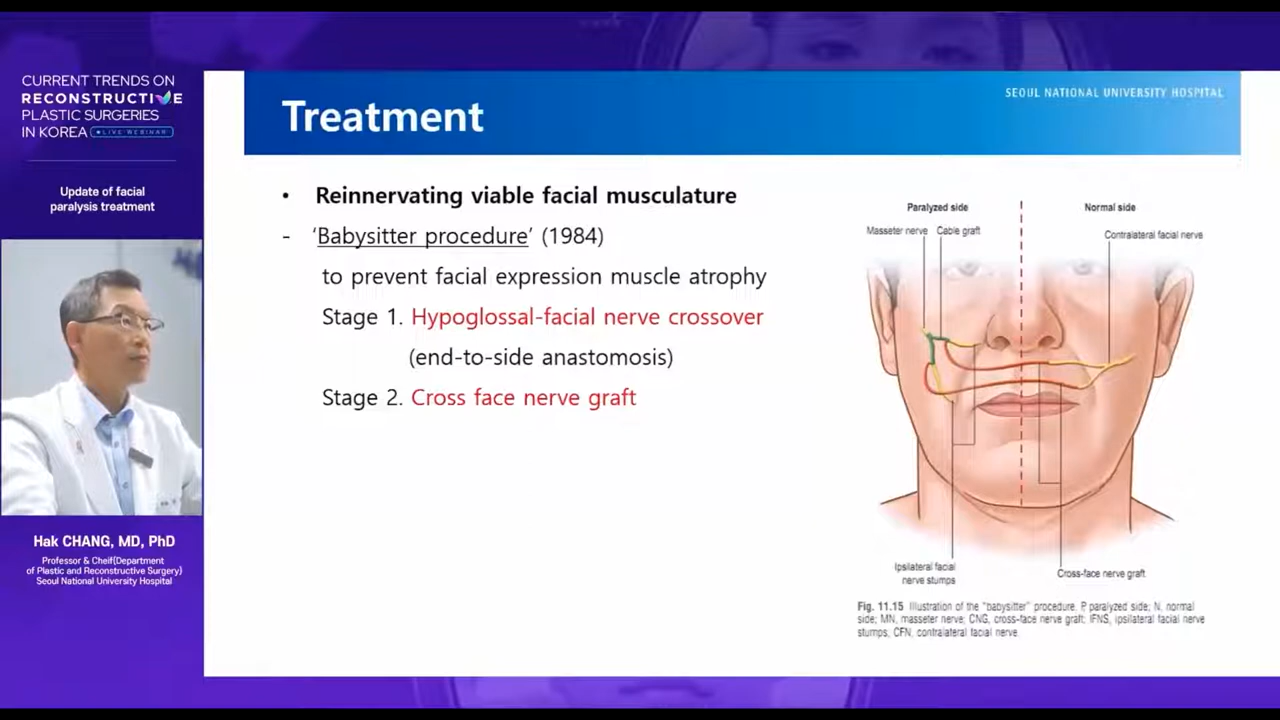 CURRENT TRENDS ON
RECONSTRUCTIVE
PLASTIC SURGERIES
IN KOREA LIVE WEBINAR
Update of facial
paralysis treatment
Hak CHANG, MD, PhD
Professor & Cheif(Department
of Plastic and Reconstructive Surgery)
Seoul National University Hospital
SEOUL NATIONAL UNIVERSITY HOSPITAL
Treatment
• Reinnervating viable facial musculature
- ‘Babysitter procedure’ (1984)
to prevent facial expression muscle atrophy
Stage 1. Hypoglossal-facial nerve crossover
(end-to-side anastomosis)
Stage 2. Cross face nerve graft
Paralyzed side Normal side
Masseter nerve Cable graft
Contralateral facial nerve
Ipsilateral facial
nerve stumps
Cross-face nerve graft
Fig. 11.15 Illustration of the “babysitter” procedure. P, paralyzed side; N, normal
side; MN, masseter nerve; CNG, cross-face nerve graft; IFNS, ipsilateral facial nerve
stumps; CFN, contralateral facial nerve.